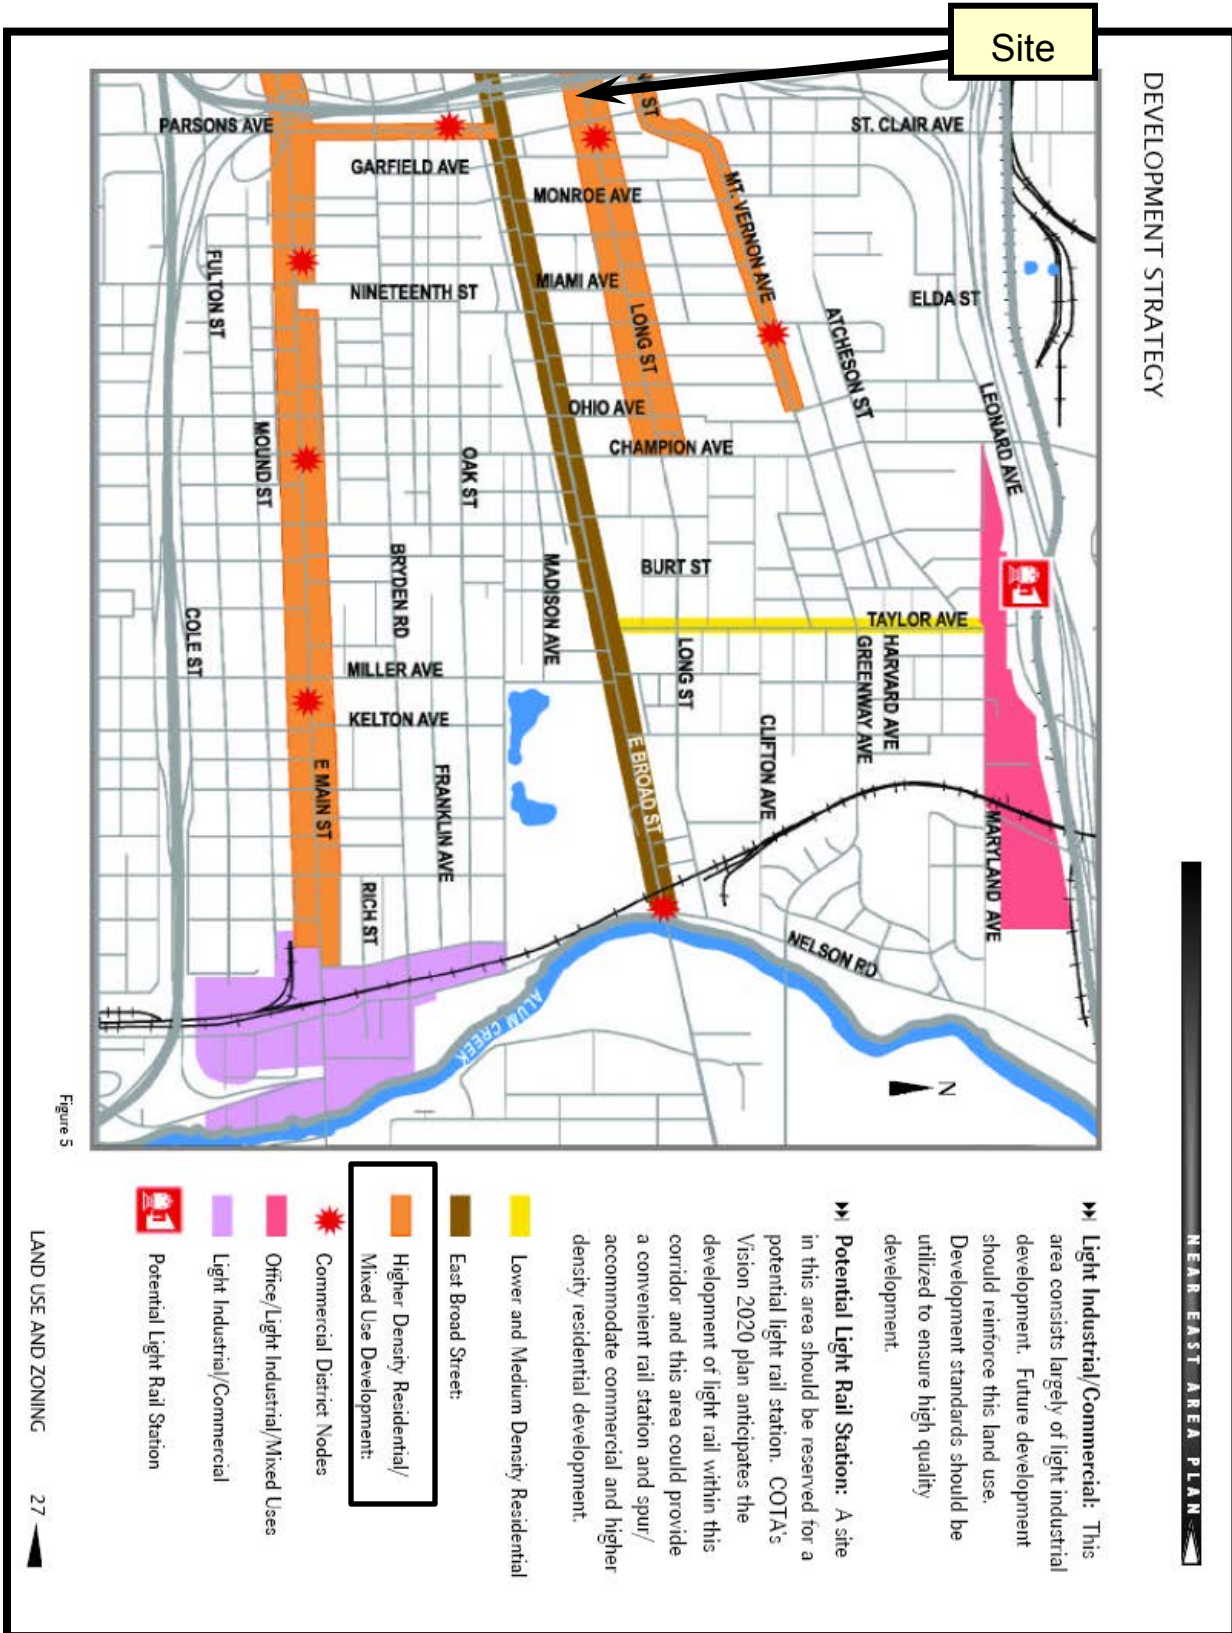 Site
NEAR EAST AREA PLAN
DEVELOPMENT STRATEGY
ST. CLAIR AVE
N ST
MT. VERNON AVE
PARSONS AVE
GARFIELD AVE
MONROE AVE
MIAMI AVE
NINETEENTH ST
FULTON ST
LONG ST
ELDA ST
ATCHESON ST
LEONARD AVE
OHIO AVE
CHAMPION AVE
MOUND ST
OAK ST
BRYDEN RD
MADISON AVE
BURT ST
TAYLOR AVE
COLE ST
MILLER AVE
KELTON AVE
LONG ST
HARVARD AVE
GREENWAY AVE
CLIFTON AVE
E BROAD ST
E MAIN ST
FRANKLIN AVE
MARYLAND AVE
RICH ST
NELSON RD
ALUM CREEK
N
Figure 5
Light Industrial/Commercial: This
area consists largely of light industrial
development. Future development
should reinforce this land use.
Development standards should be
utilized to ensure high quality
development.
Potential Light Rail Station: A site
in this area should be reserved for a
potential light rail station. COTA's
Vision 2020 plan anticipates the
development of light rail within this
corridor and this area could provide
a convenient rail station and spur/
accommodate commercial and higher
density residential development.
Lower and Medium Density Residential
East Broad Street:
Higher Density Residential/
Mixed Use Development:
Commercial District Nodes
Office/Light Industrial/Mixed Uses
Light Industrial/Commercial
Potential Light Rail Station
LAND USE AND ZONING 27